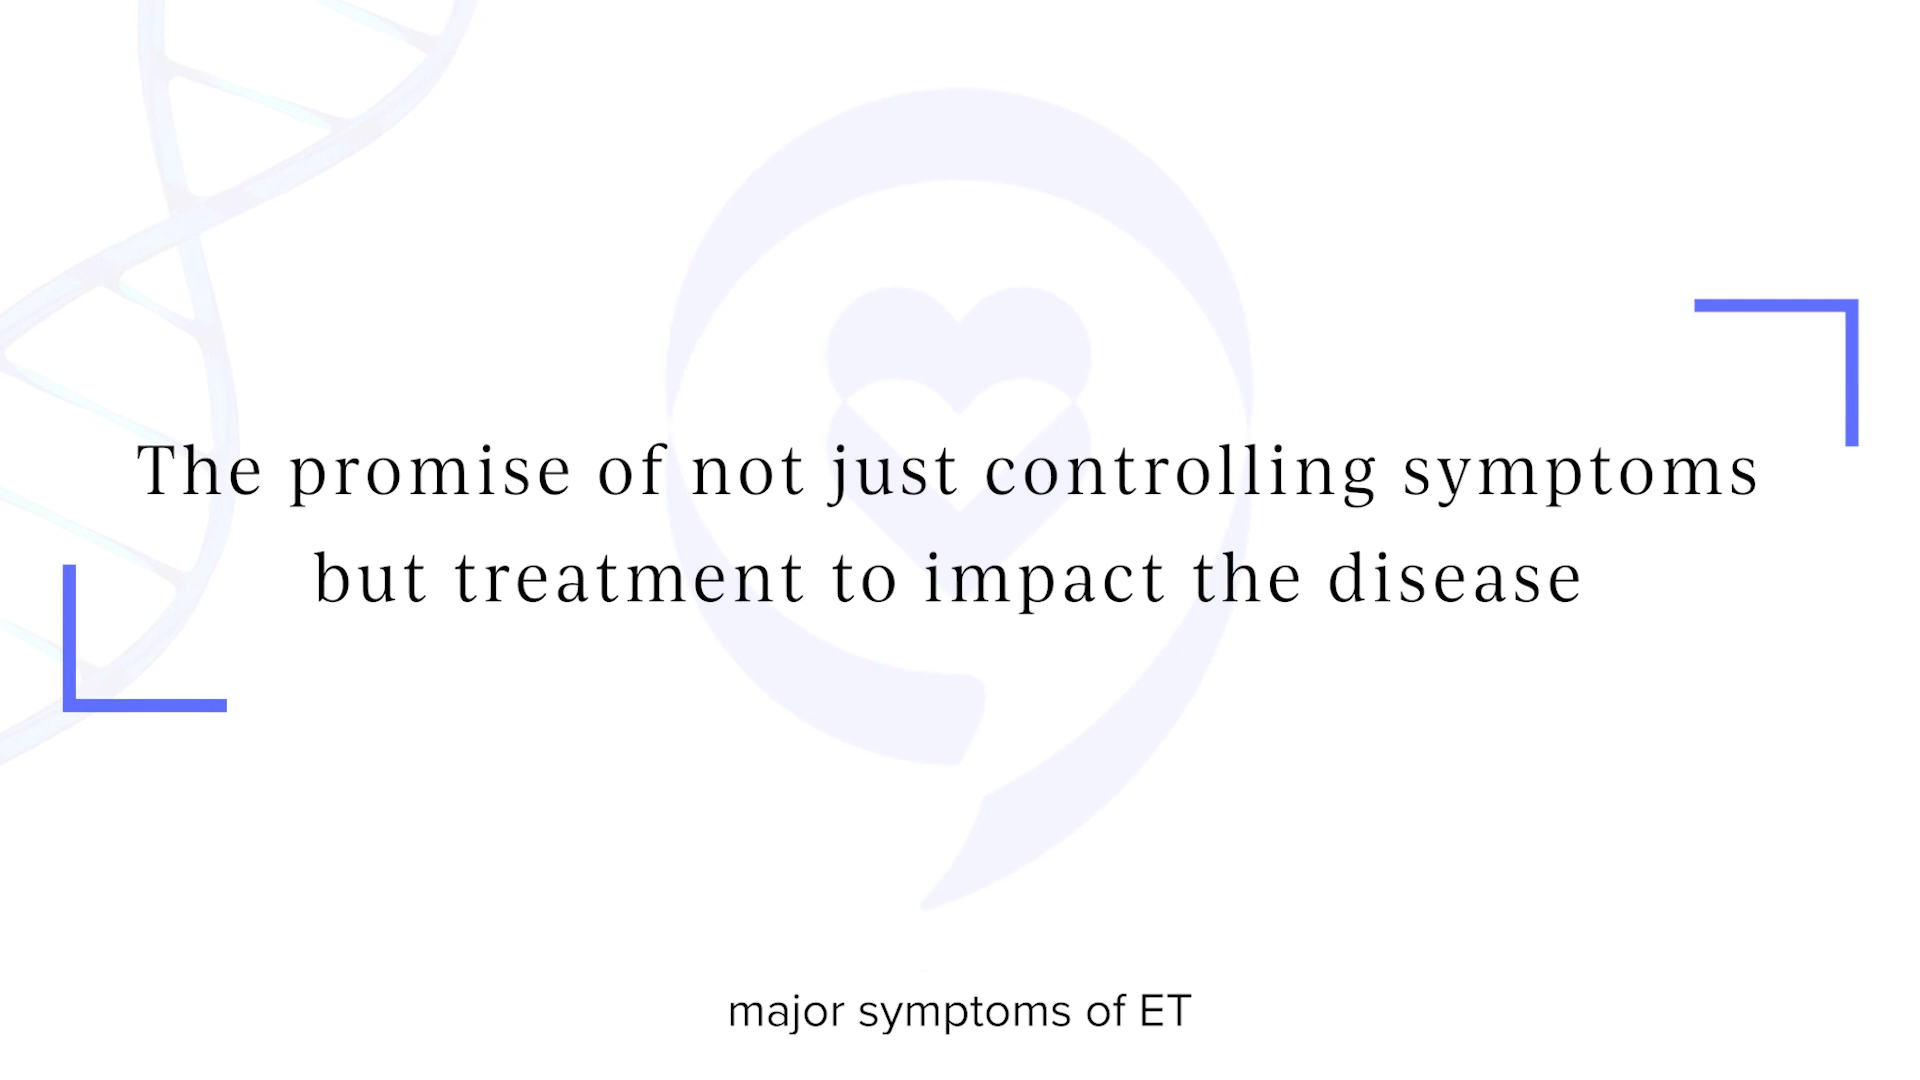 The promise of not just controlling symptoms
but treatment to impact the disease
major symptoms of ET